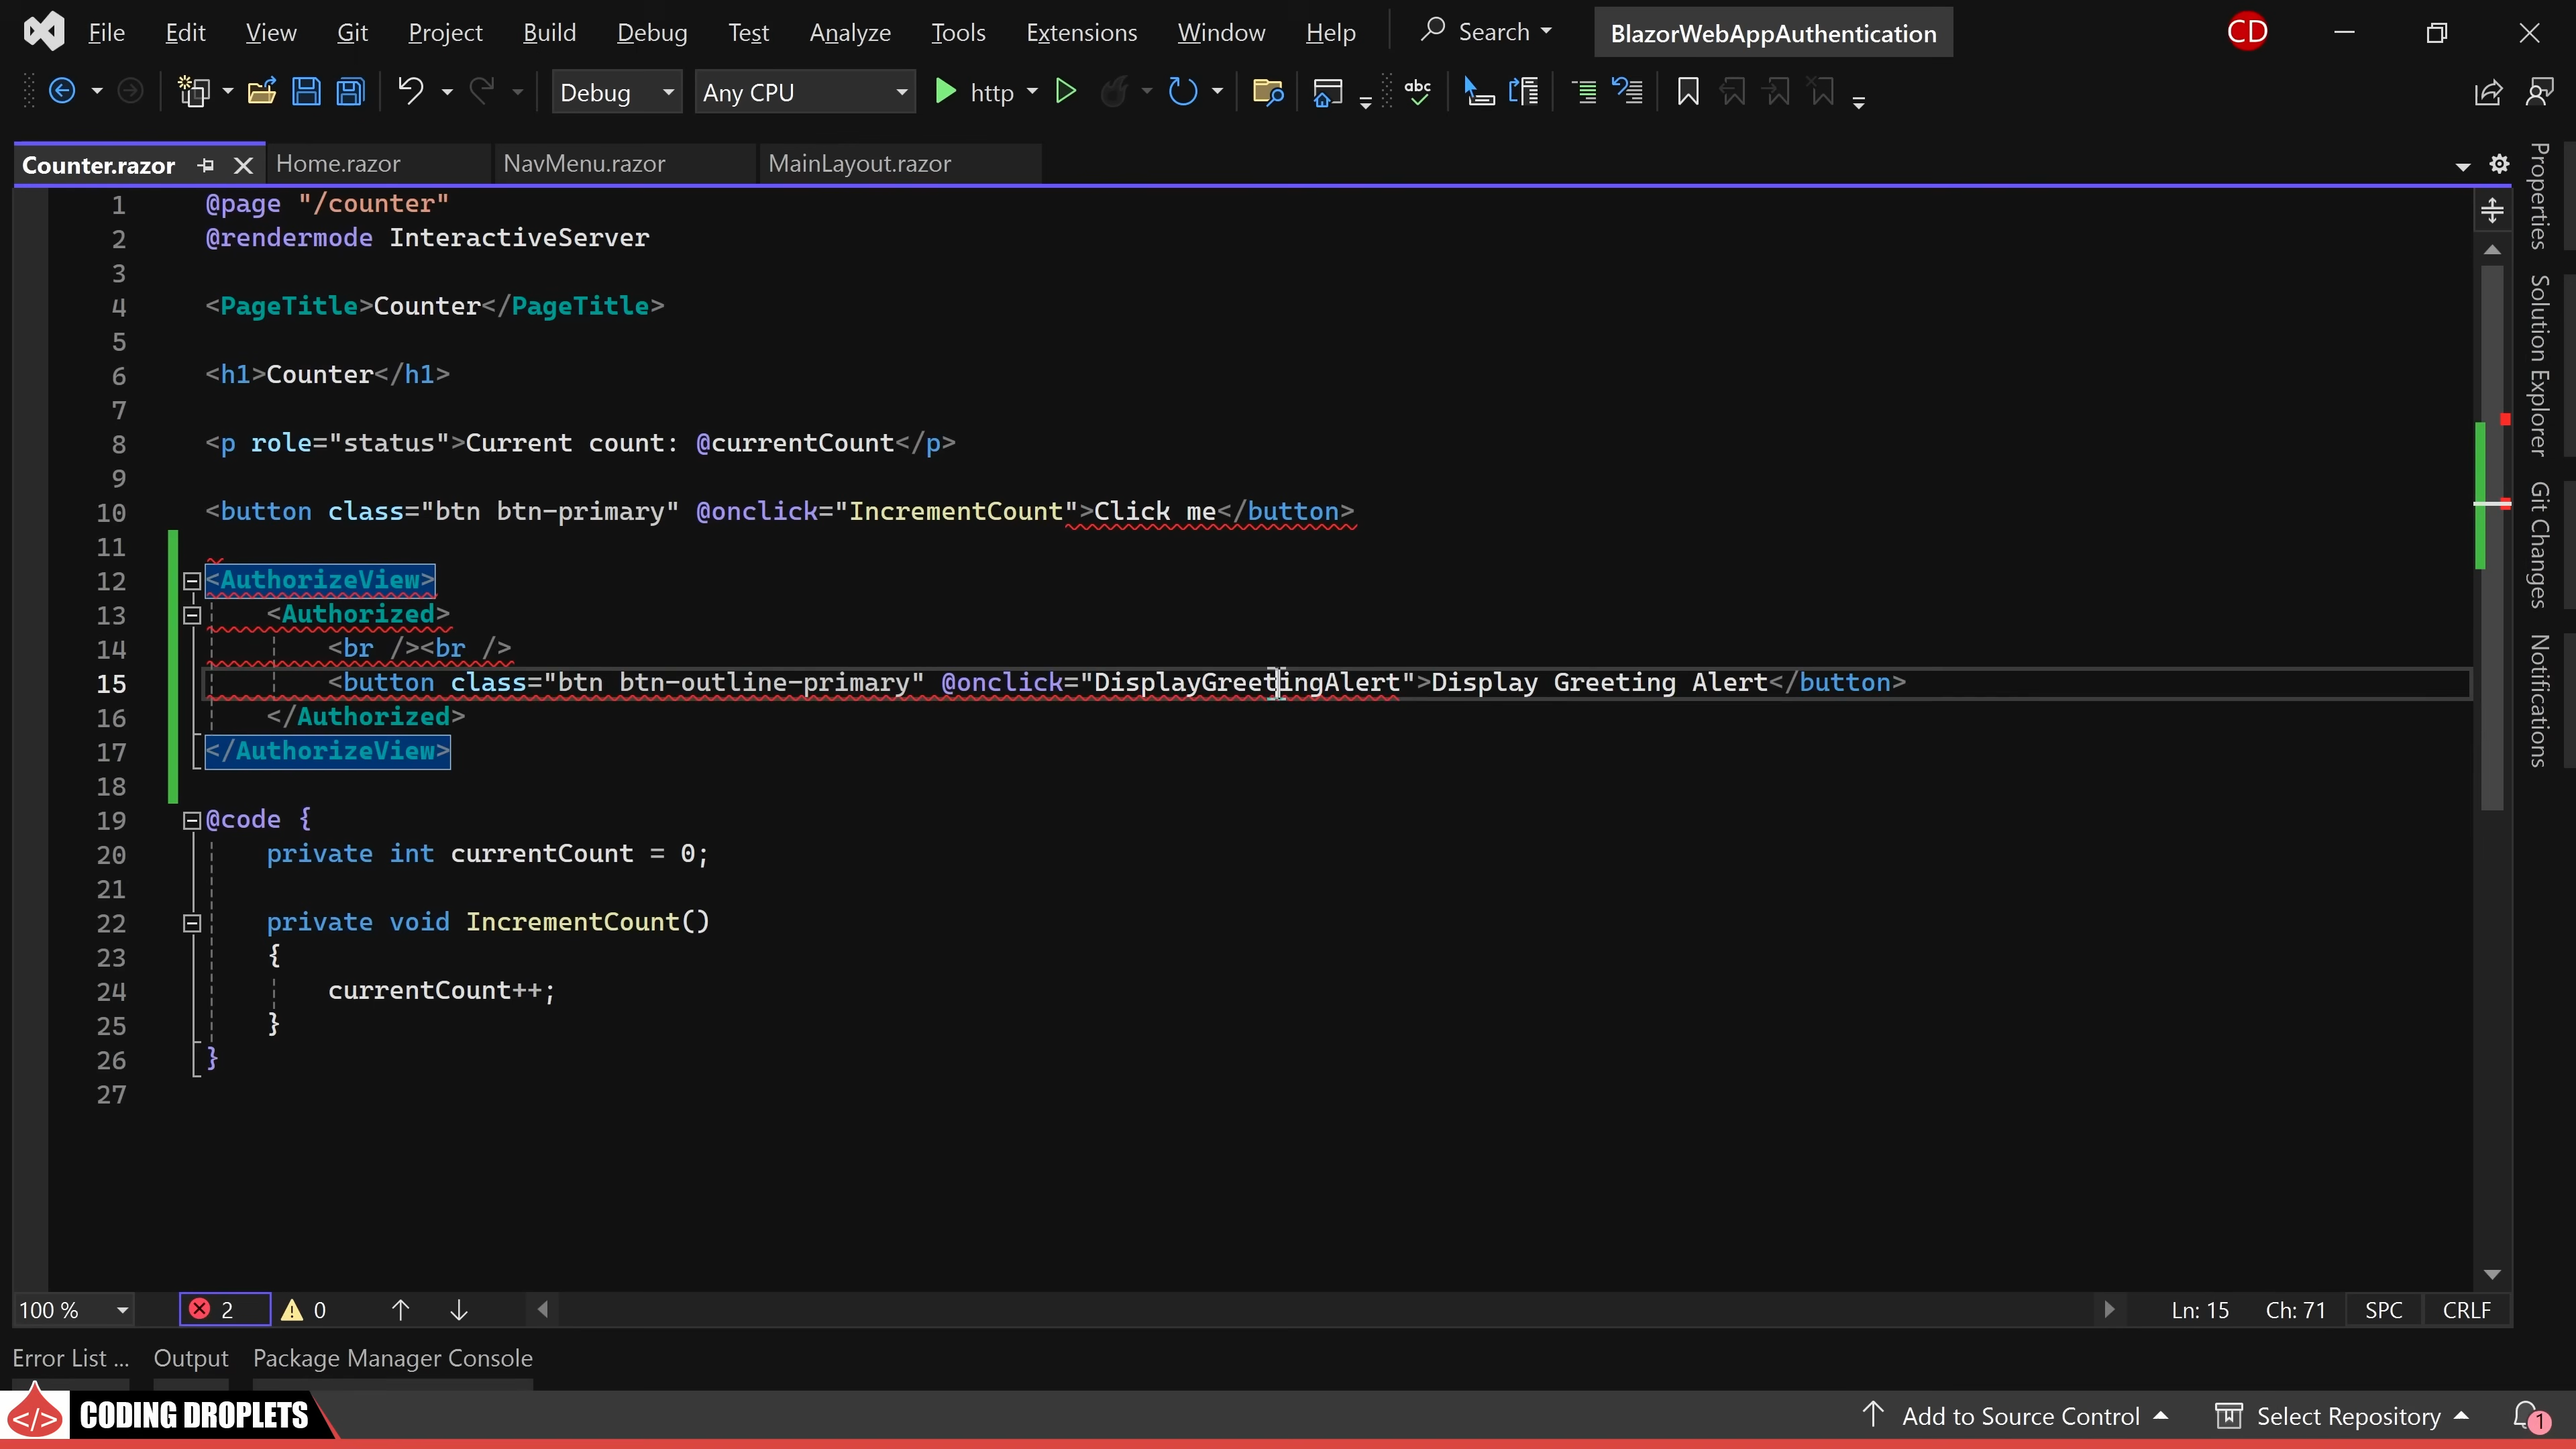 File Edit View Git Project Build Debug Test Analyze Tools Extensions Window Help Search BlazorWebAppAuthentication CD
Debug Any CPU http abc
Counter.razor Home.razor NavMenu.razor MainLayout.razor
1 @page "/counter"
2 @rendermode InteractiveServer
3
4 <PageTitle>Counter</PageTitle>
5
6 <h1>Counter</h1>
7
8 <p role="status">Current count: @currentCount</p>
9
10 <button class="btn btn-primary" @onclick="IncrementCount">Click me</button>
11
12 <AuthorizeView>
13 <Authorized>
14 <br /><br />
15 <button class="btn btn-outline-primary" @onclick="DisplayGreetingAlert">Display Greeting Alert</button>
16 </Authorized>
17 </AuthorizeView>
18
19 @code {
20 private int currentCount = 0;
21
22 private void IncrementCount()
23 {
24 currentCount++;
25 }
26 }
27
Properties
Solution Explorer
Git Changes
Notifications
100 % 2 0 Ln: 15 Ch: 71 SPC CRLF
Error List ... Output Package Manager Console
</> CODING DROPLETS Add to Source Control Select Repository 1